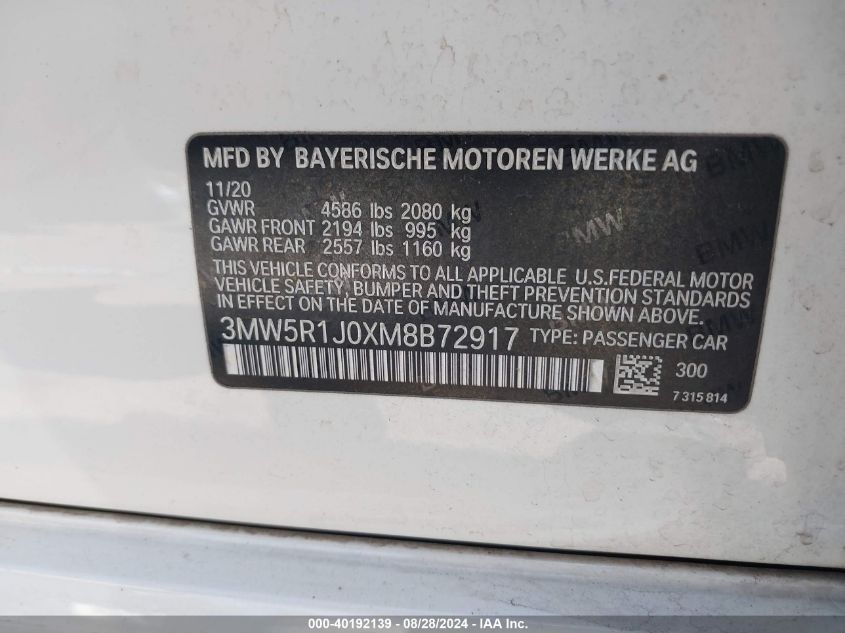 MFD BY BAYERISCHE MOTOREN WERKE AG
11/20
GVWR 4586 lbs 2080 kg
GAWR FRONT 2194 lbs 995 kg
GAWR REAR 2557 lbs 1160 kg
THIS VEHICLE CONFORMS TO ALL APPLICABLE U.S.FEDERAL MOTOR
VEHICLE SAFETY, BUMPER AND THEFT PREVENTION STANDARDS
IN EFFECT ON THE DATE OF MANUFACTURE SHOWN ABOVE.
3MW5R1J0XM8B72917 TYPE: PASSENGER CAR
300
7 315 814
BMW
BMW
BMW
000-40192139 - 08/28/2024 - IAA Inc.